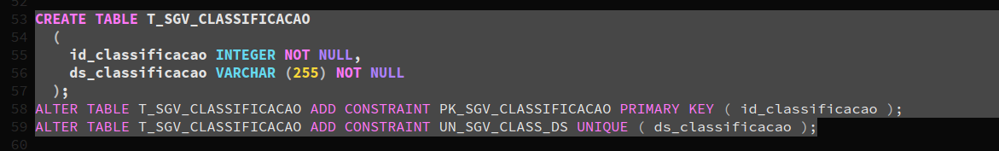 52
53 CREATE TABLE T_SGV_CLASSIFICACAO
54 (
55 id_classificacao INTEGER NOT NULL,
56 ds_classificacao VARCHAR (255) NOT NULL
57 );
58 ALTER TABLE T_SGV_CLASSIFICACAO ADD CONSTRAINT PK_SGV_CLASSIFICACAO PRIMARY KEY ( id_classificacao );
59 ALTER TABLE T_SGV_CLASSIFICACAO ADD CONSTRAINT UN_SGV_CLASS_DS UNIQUE ( ds_classificacao );
60